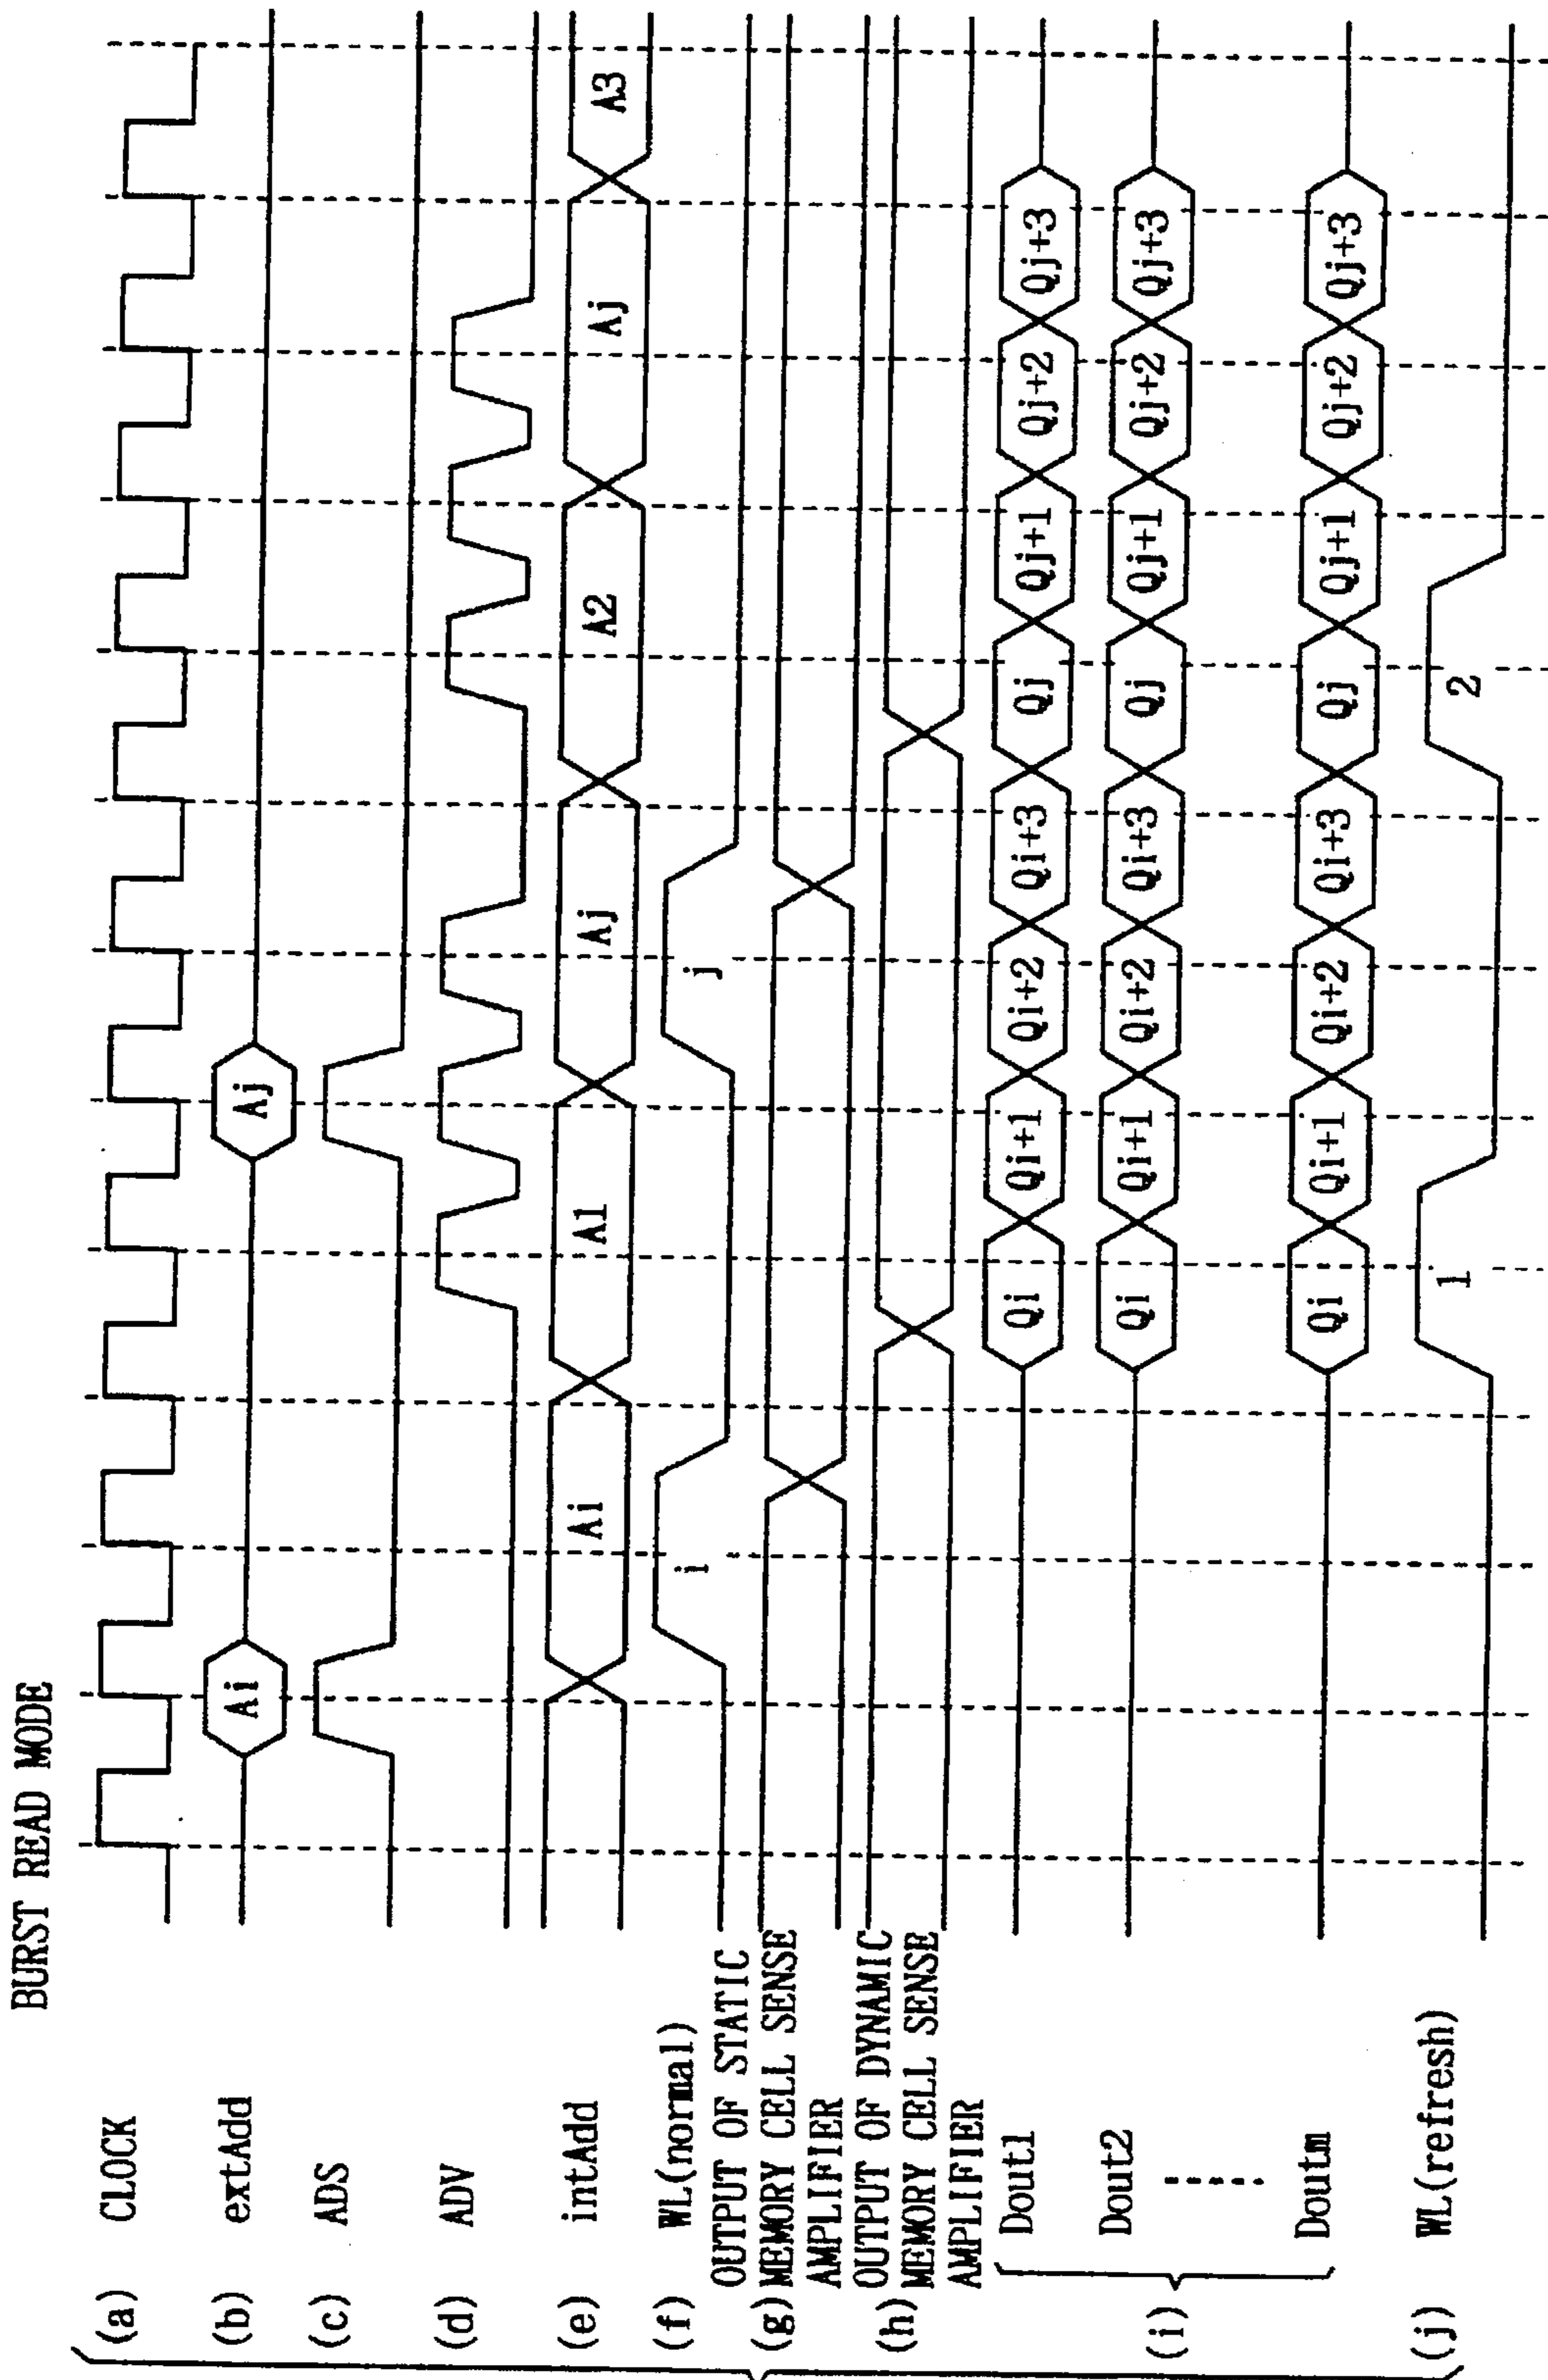 BURST READ MODE
(a) CLOCK
(b) extAdd Ai Aj
(c) ADS
(d) ADV
(e) intAdd Ai A1 Aj A2 Aj A3
(f) WL(normal) i j
OUTPUT OF STATIC
(g) MEMORY CELL SENSE
AMPLIFIER
OUTPUT OF DYNAMIC
(h) MEMORY CELL SENSE
AMPLIFIER
(i)
Dout1 Qi Qi+1 Qi+2 Qi+3 Qj Qj+1 Qj+2 Qj+3
Dout2 Qi Qi+1 Qi+2 Qi+3 Qj Qj+1 Qj+2 Qj+3
Doutm Qi Qi+1 Qi+2 Qi+3 Qj Qj+1 Qj+2 Qj+3
(j) WL(refresh) 1 2